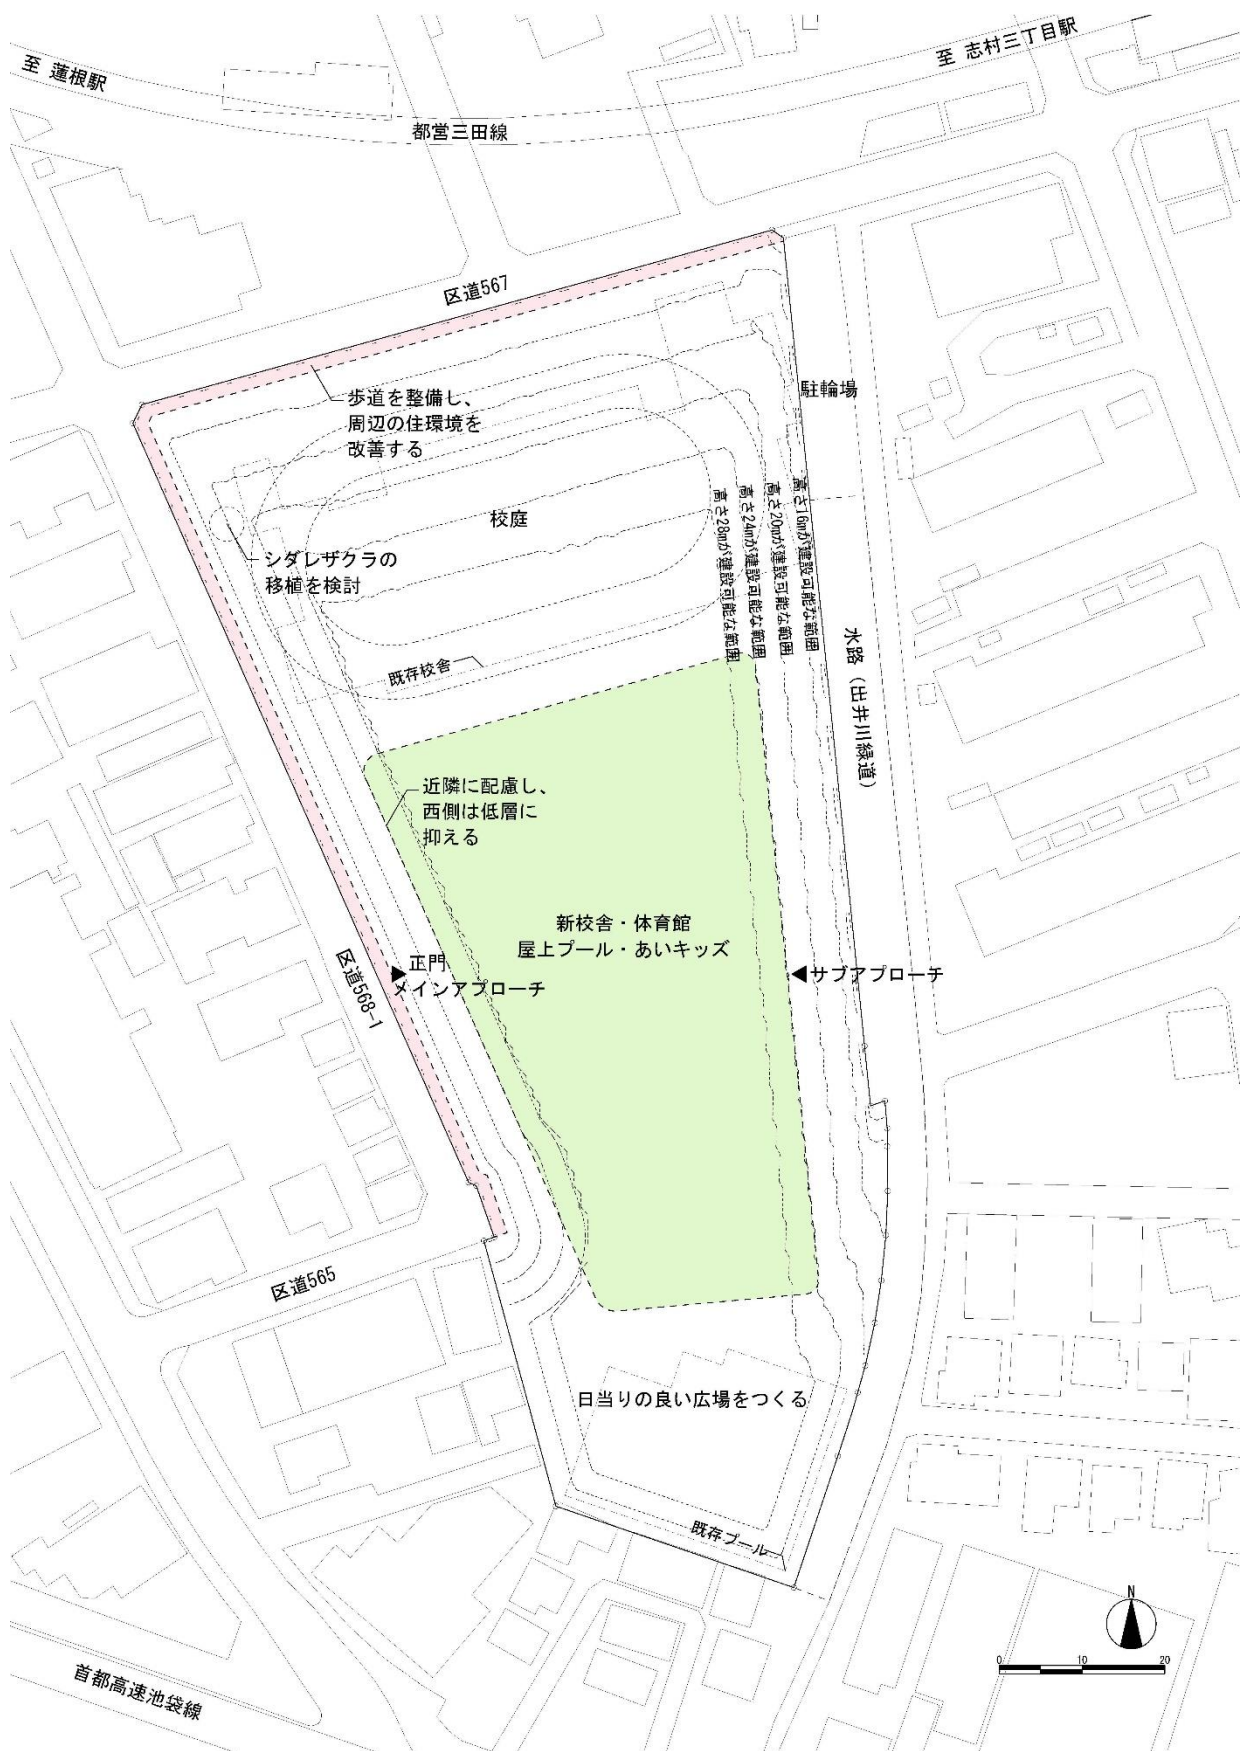 至 蓮根駅
至 志村三丁目駅
都営三田線
区道567
歩道を整備し、
周辺の住環境を
改善する
駐輪場
校庭
シダレザクラの
移植を検討
高さ28mが建設可能な範囲
高さ24mが建設可能な範囲
高さ20mが建設可能な範囲
高さ16mが建設可能な範囲
既存校舎
水路（出井川緑道）
近隣に配慮し、
西側は低層に
抑える
新校舎・体育館
屋上プール・あいキッズ
区道568-1
正門
メインアプローチ
サブアプローチ
区道565
日当りの良い広場をつくる
既存プール
首都高速池袋線
N
0 10 20